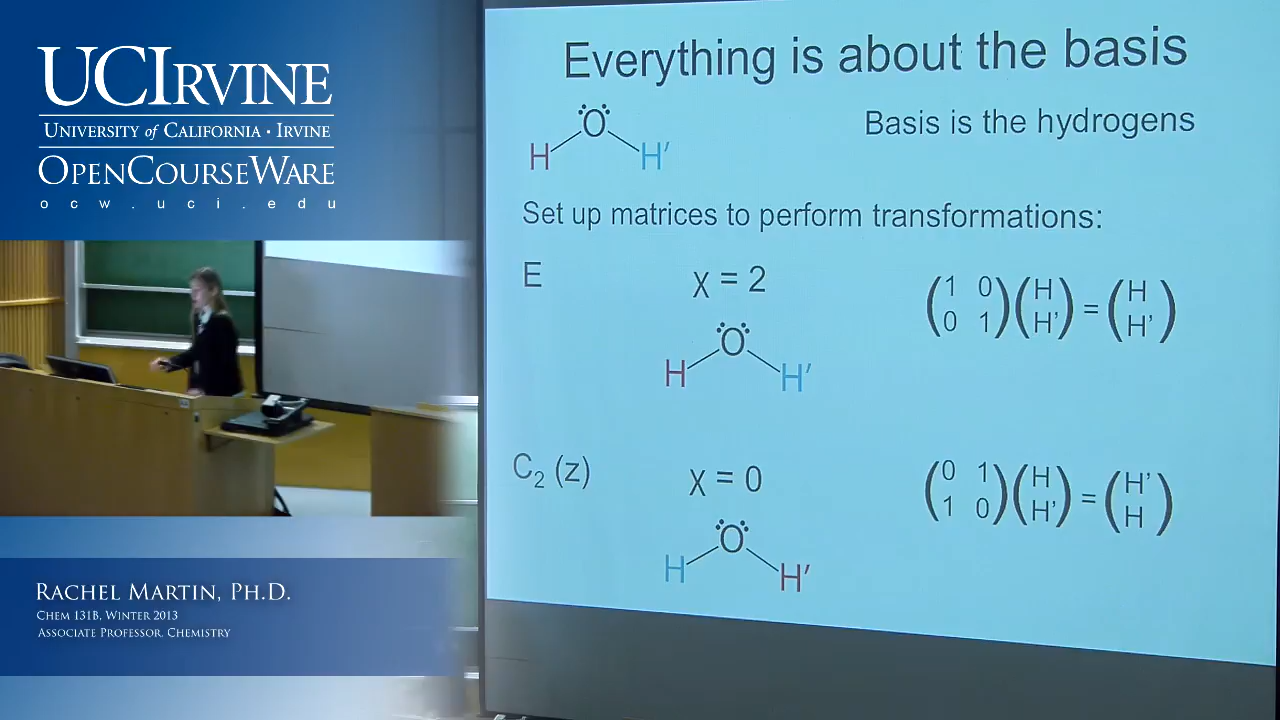 UCIRVINE
UNIVERSITY of CALIFORNIA · IRVINE
OPENCOURSEWARE
ocw.uci.edu
RACHEL MARTIN, PH.D.
CHEM 131B, WINTER 2013
ASSOCIATE PROFESSOR, CHEMISTRY
Everything is about the basis
O
H H′
Basis is the hydrogens
Set up matrices to perform transformations:
E
χ = 2
(1 0 / 0 1)(H / H') = (H / H')
O
H H′
C₂ (z)
χ = 0
(0 1 / 1 0)(H / H') = (H' / H)
O
H H′